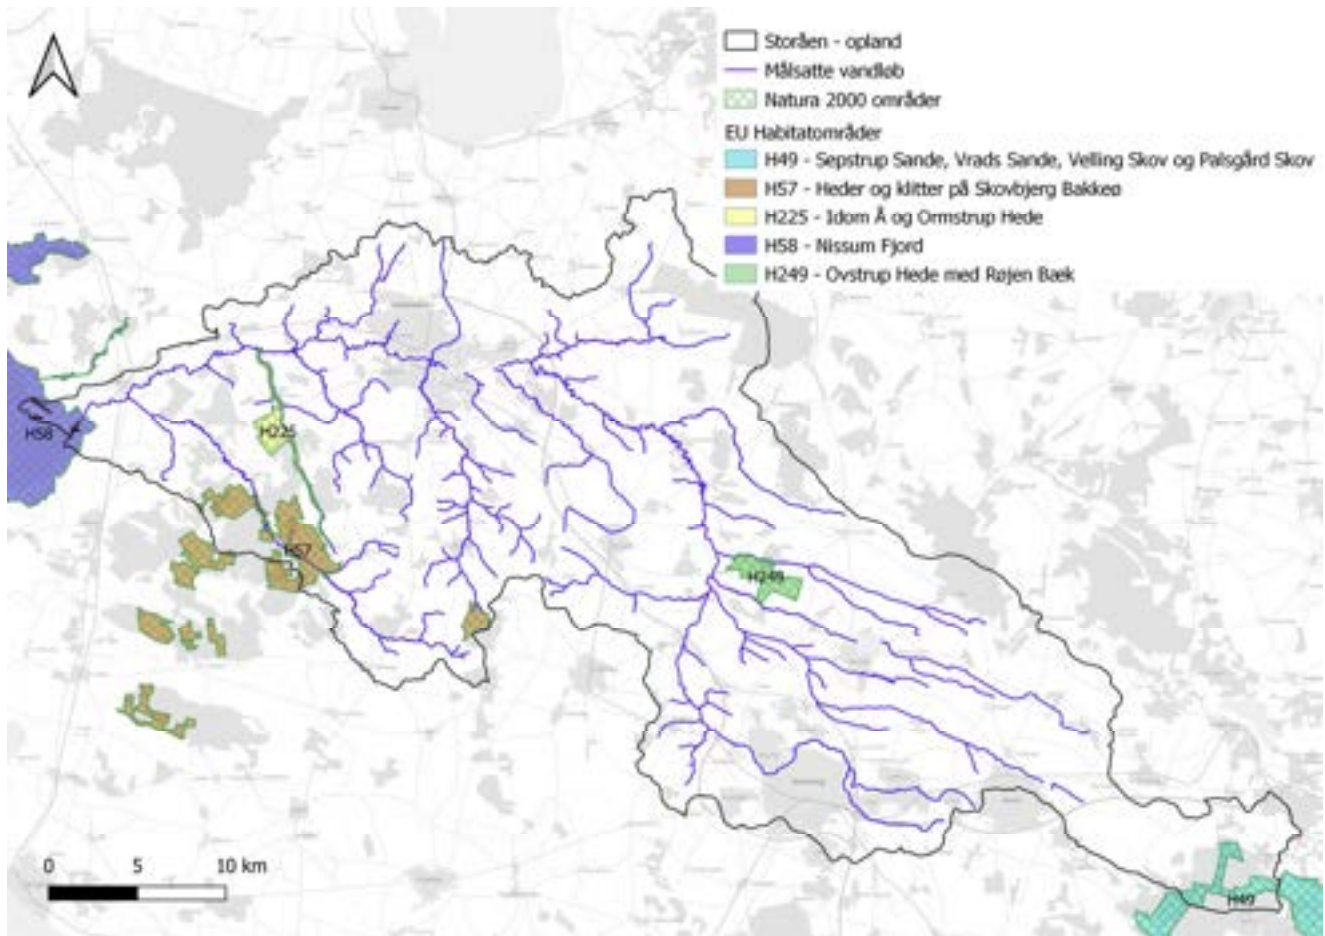 Storåen - opland
Målsatte vandløb
Natura 2000 områder
EU Habitatområder
H49 - Sepstrup Sande, Vrads Sande, Velling Skov og Palsgård Skov
H57 - Heder og klitter på Skovbjerg Bakkeø
H225 - Idom Å og Ormstrup Hede
H58 - Nissum Fjord
H249 - Ovstrup Hede med Røjen Bæk
H58
H225
H57
H249
H49
0 5 10 km